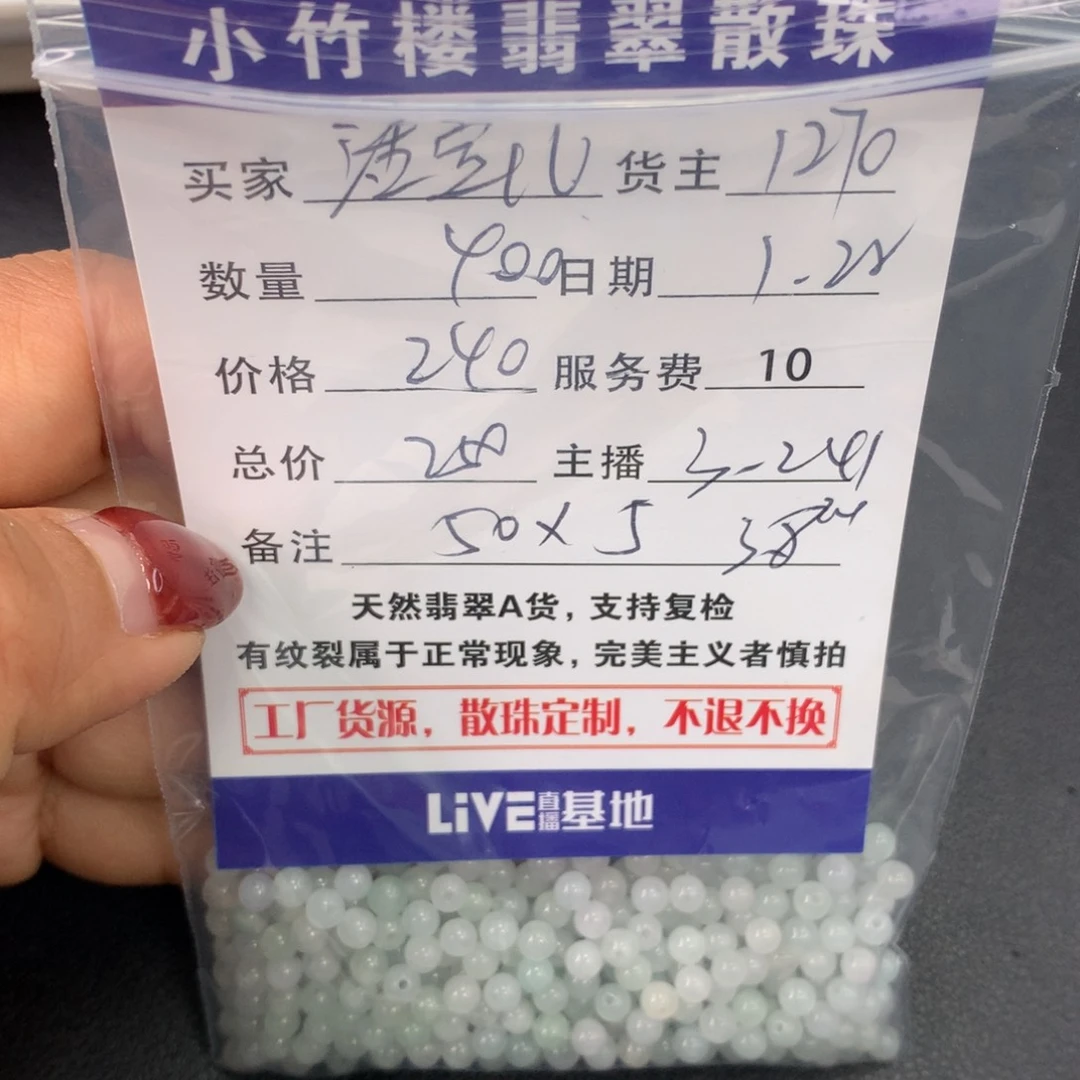 小竹楼翡翠散珠
买家 货主 1270
数量 400 日期
价格 240 服务费 10
总价 250 主播 3-241
备注 50×5
天然翡翠A货，支持复检
有纹裂属于正常现象，完美主义者慎拍
工厂货源，散珠定制，不退不换
LiVE直播基地